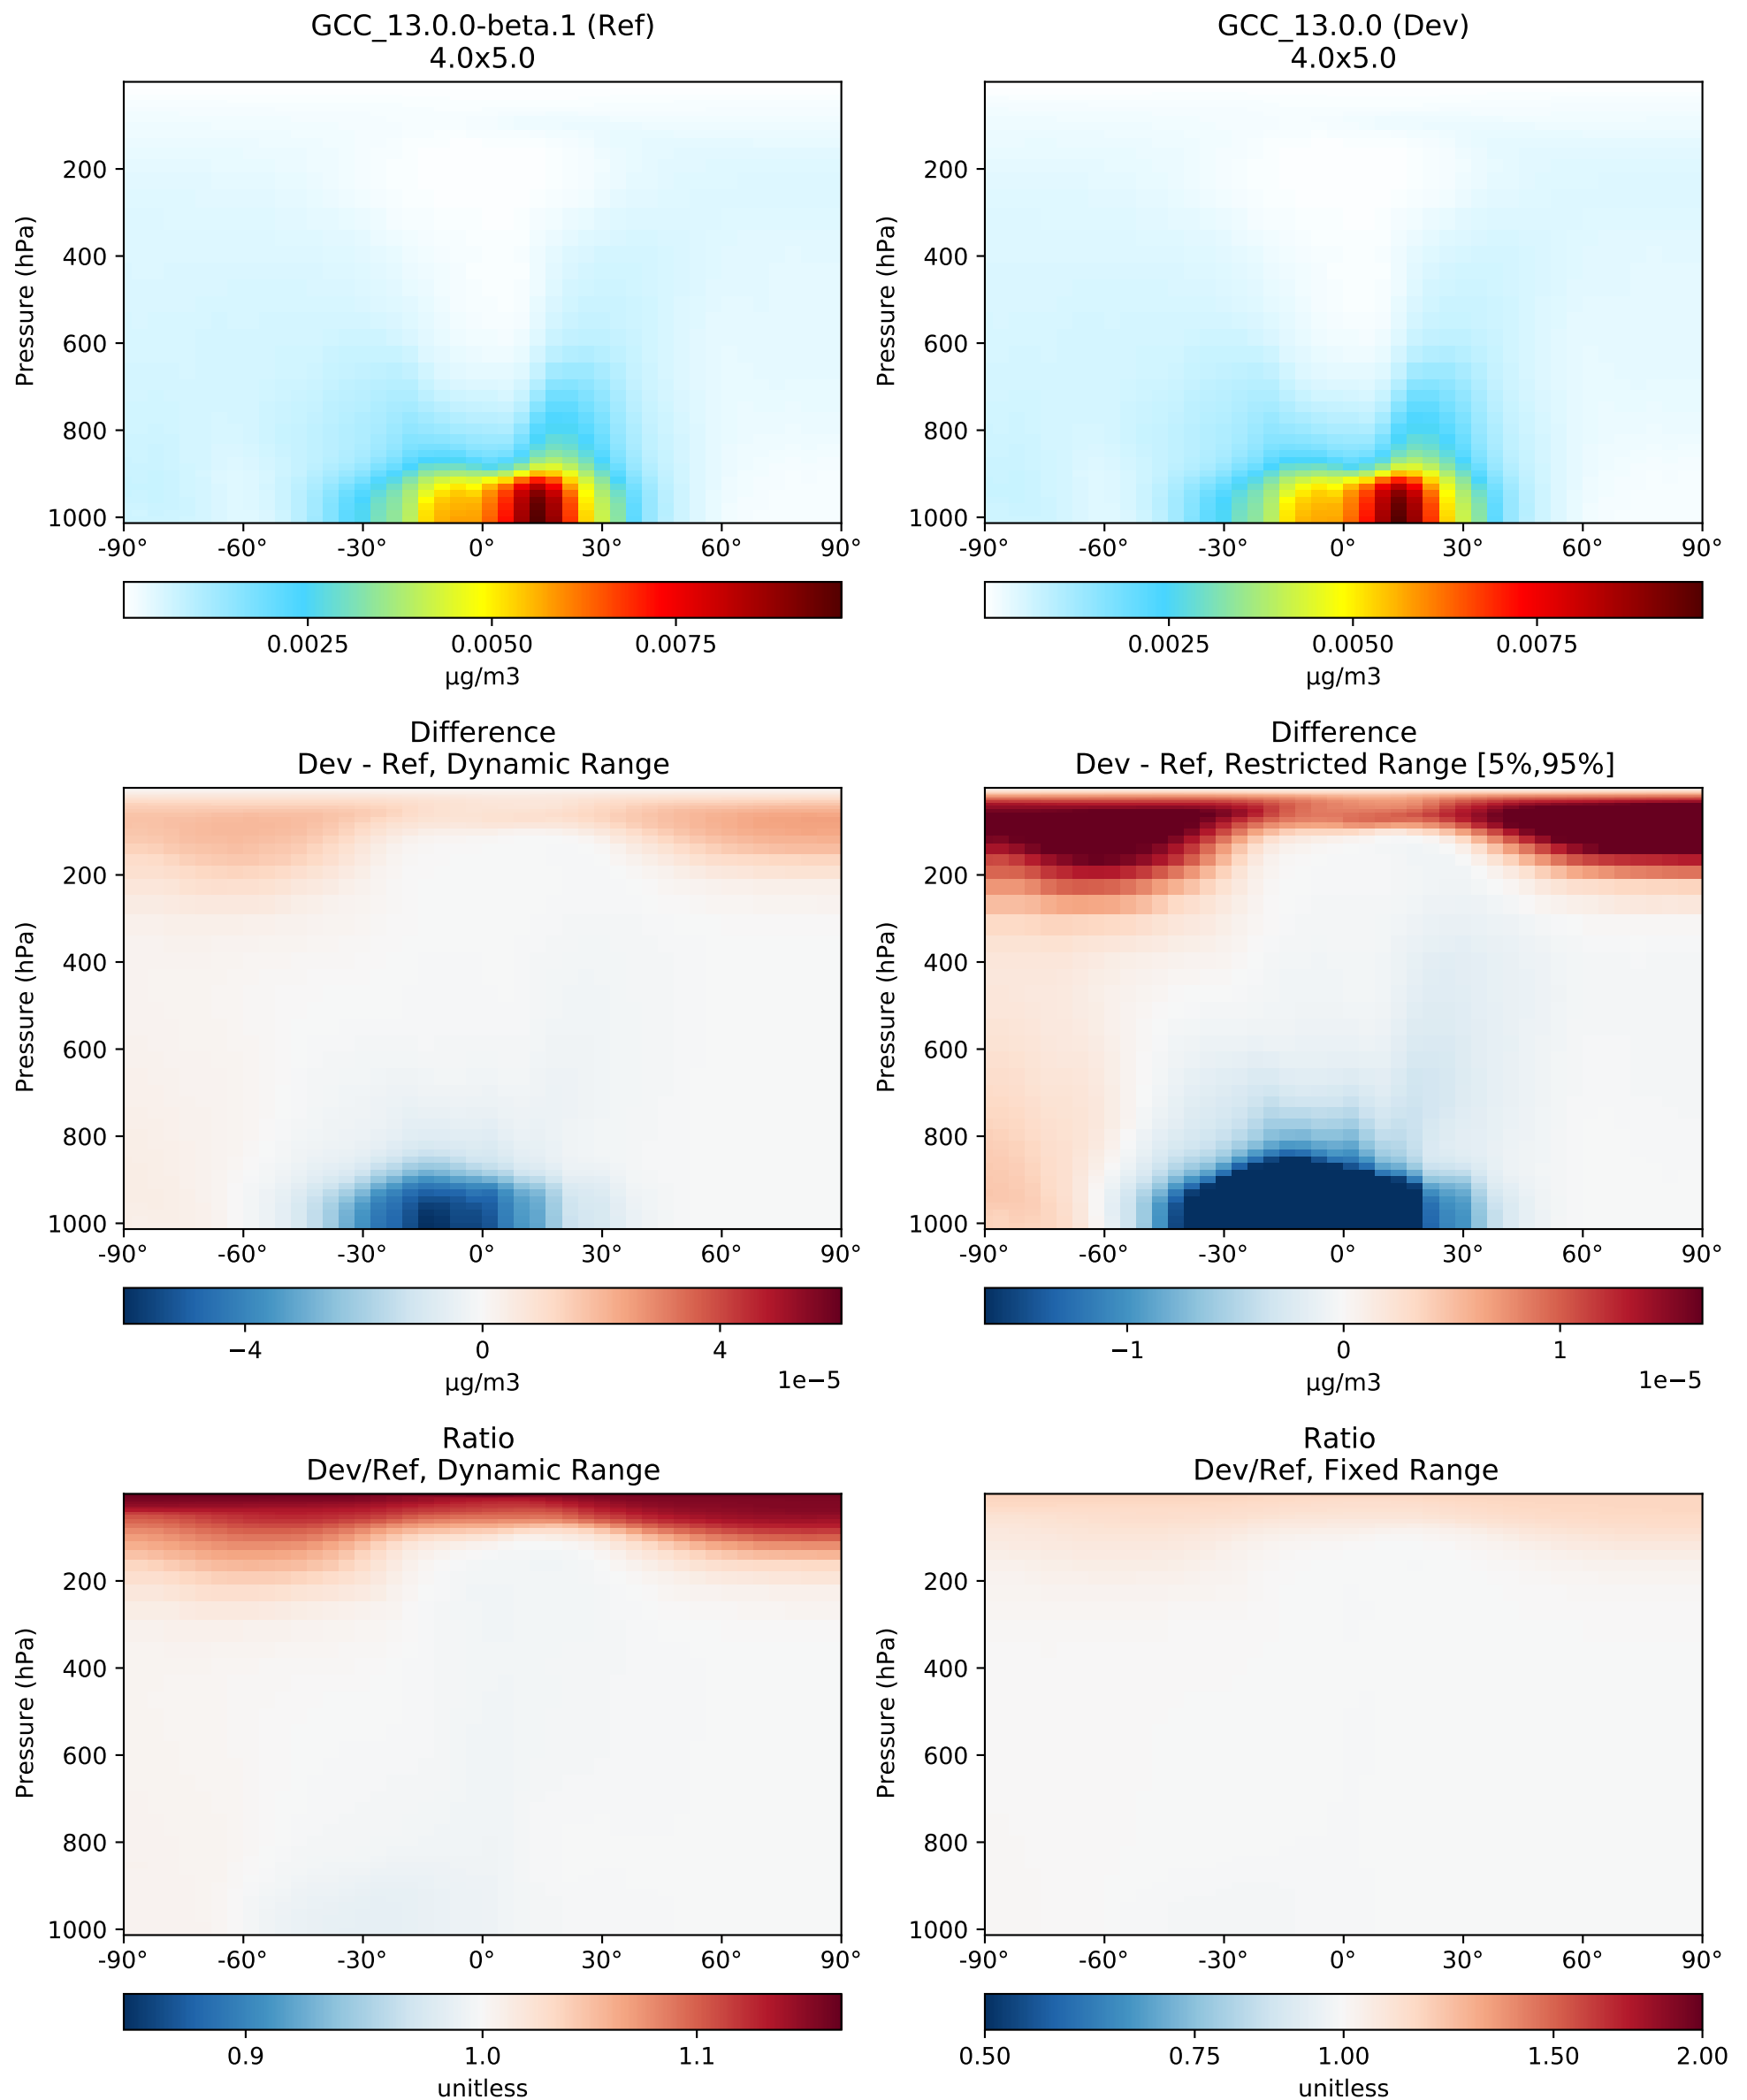 GCC_13.0.0-beta.1 (Ref)
4.0x5.0
Pressure (hPa)
200
400
600
800
1000
-90° -60° -30° 0° 30° 60° 90°
0.0025 0.0050 0.0075
μg/m3
GCC_13.0.0 (Dev)
4.0x5.0
Pressure (hPa)
200
400
600
800
1000
-90° -60° -30° 0° 30° 60° 90°
0.0025 0.0050 0.0075
μg/m3
Difference
Dev - Ref, Dynamic Range
Pressure (hPa)
200
400
600
800
1000
-90° -60° -30° 0° 30° 60° 90°
−4 0 4
μg/m3 1e−5
Difference
Dev - Ref, Restricted Range [5%,95%]
Pressure (hPa)
200
400
600
800
1000
-90° -60° -30° 0° 30° 60° 90°
−1 0 1
μg/m3 1e−5
Ratio
Dev/Ref, Dynamic Range
Pressure (hPa)
200
400
600
800
1000
-90° -60° -30° 0° 30° 60° 90°
0.9 1.0 1.1
unitless
Ratio
Dev/Ref, Fixed Range
Pressure (hPa)
200
400
600
800
1000
-90° -60° -30° 0° 30° 60° 90°
0.50 0.75 1.00 1.50 2.00
unitless